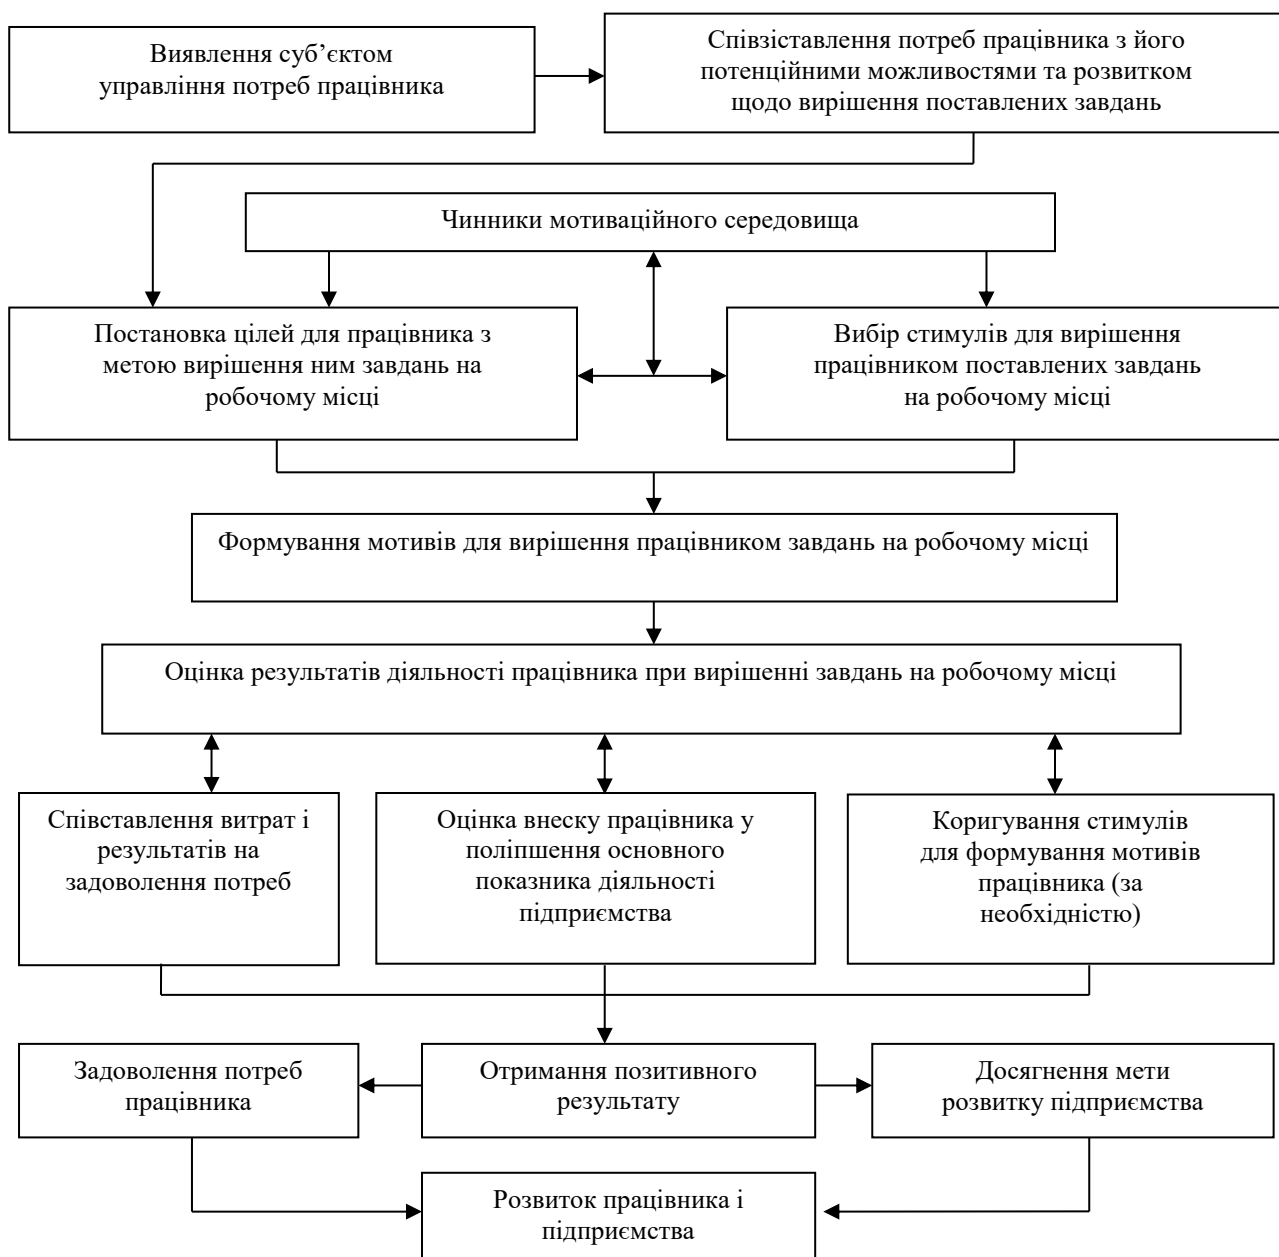 Виявлення суб’єктом
управління потреб працівника
Співзіставлення потреб працівника з його
потенційними можливостями та розвитком
щодо вирішення поставлених завдань
Чинники мотиваційного середовища
Постановка цілей для працівника з
метою вирішення ним завдань на
робочому місці
Вибір стимулів для вирішення
працівником поставлених завдань
на робочому місці
Формування мотивів для вирішення працівником завдань на робочому місці
Оцінка результатів діяльності працівника при вирішенні завдань на робочому місці
Співставлення витрат і
результатів на
задоволення потреб
Оцінка внеску працівника у
поліпшення основного
показника діяльності
підприємства
Коригування стимулів
для формування мотивів
працівника (за
необхідністю)
Задоволення потреб
працівника
Отримання позитивного
результату
Досягнення мети
розвитку підприємства
Розвиток працівника і
підприємства